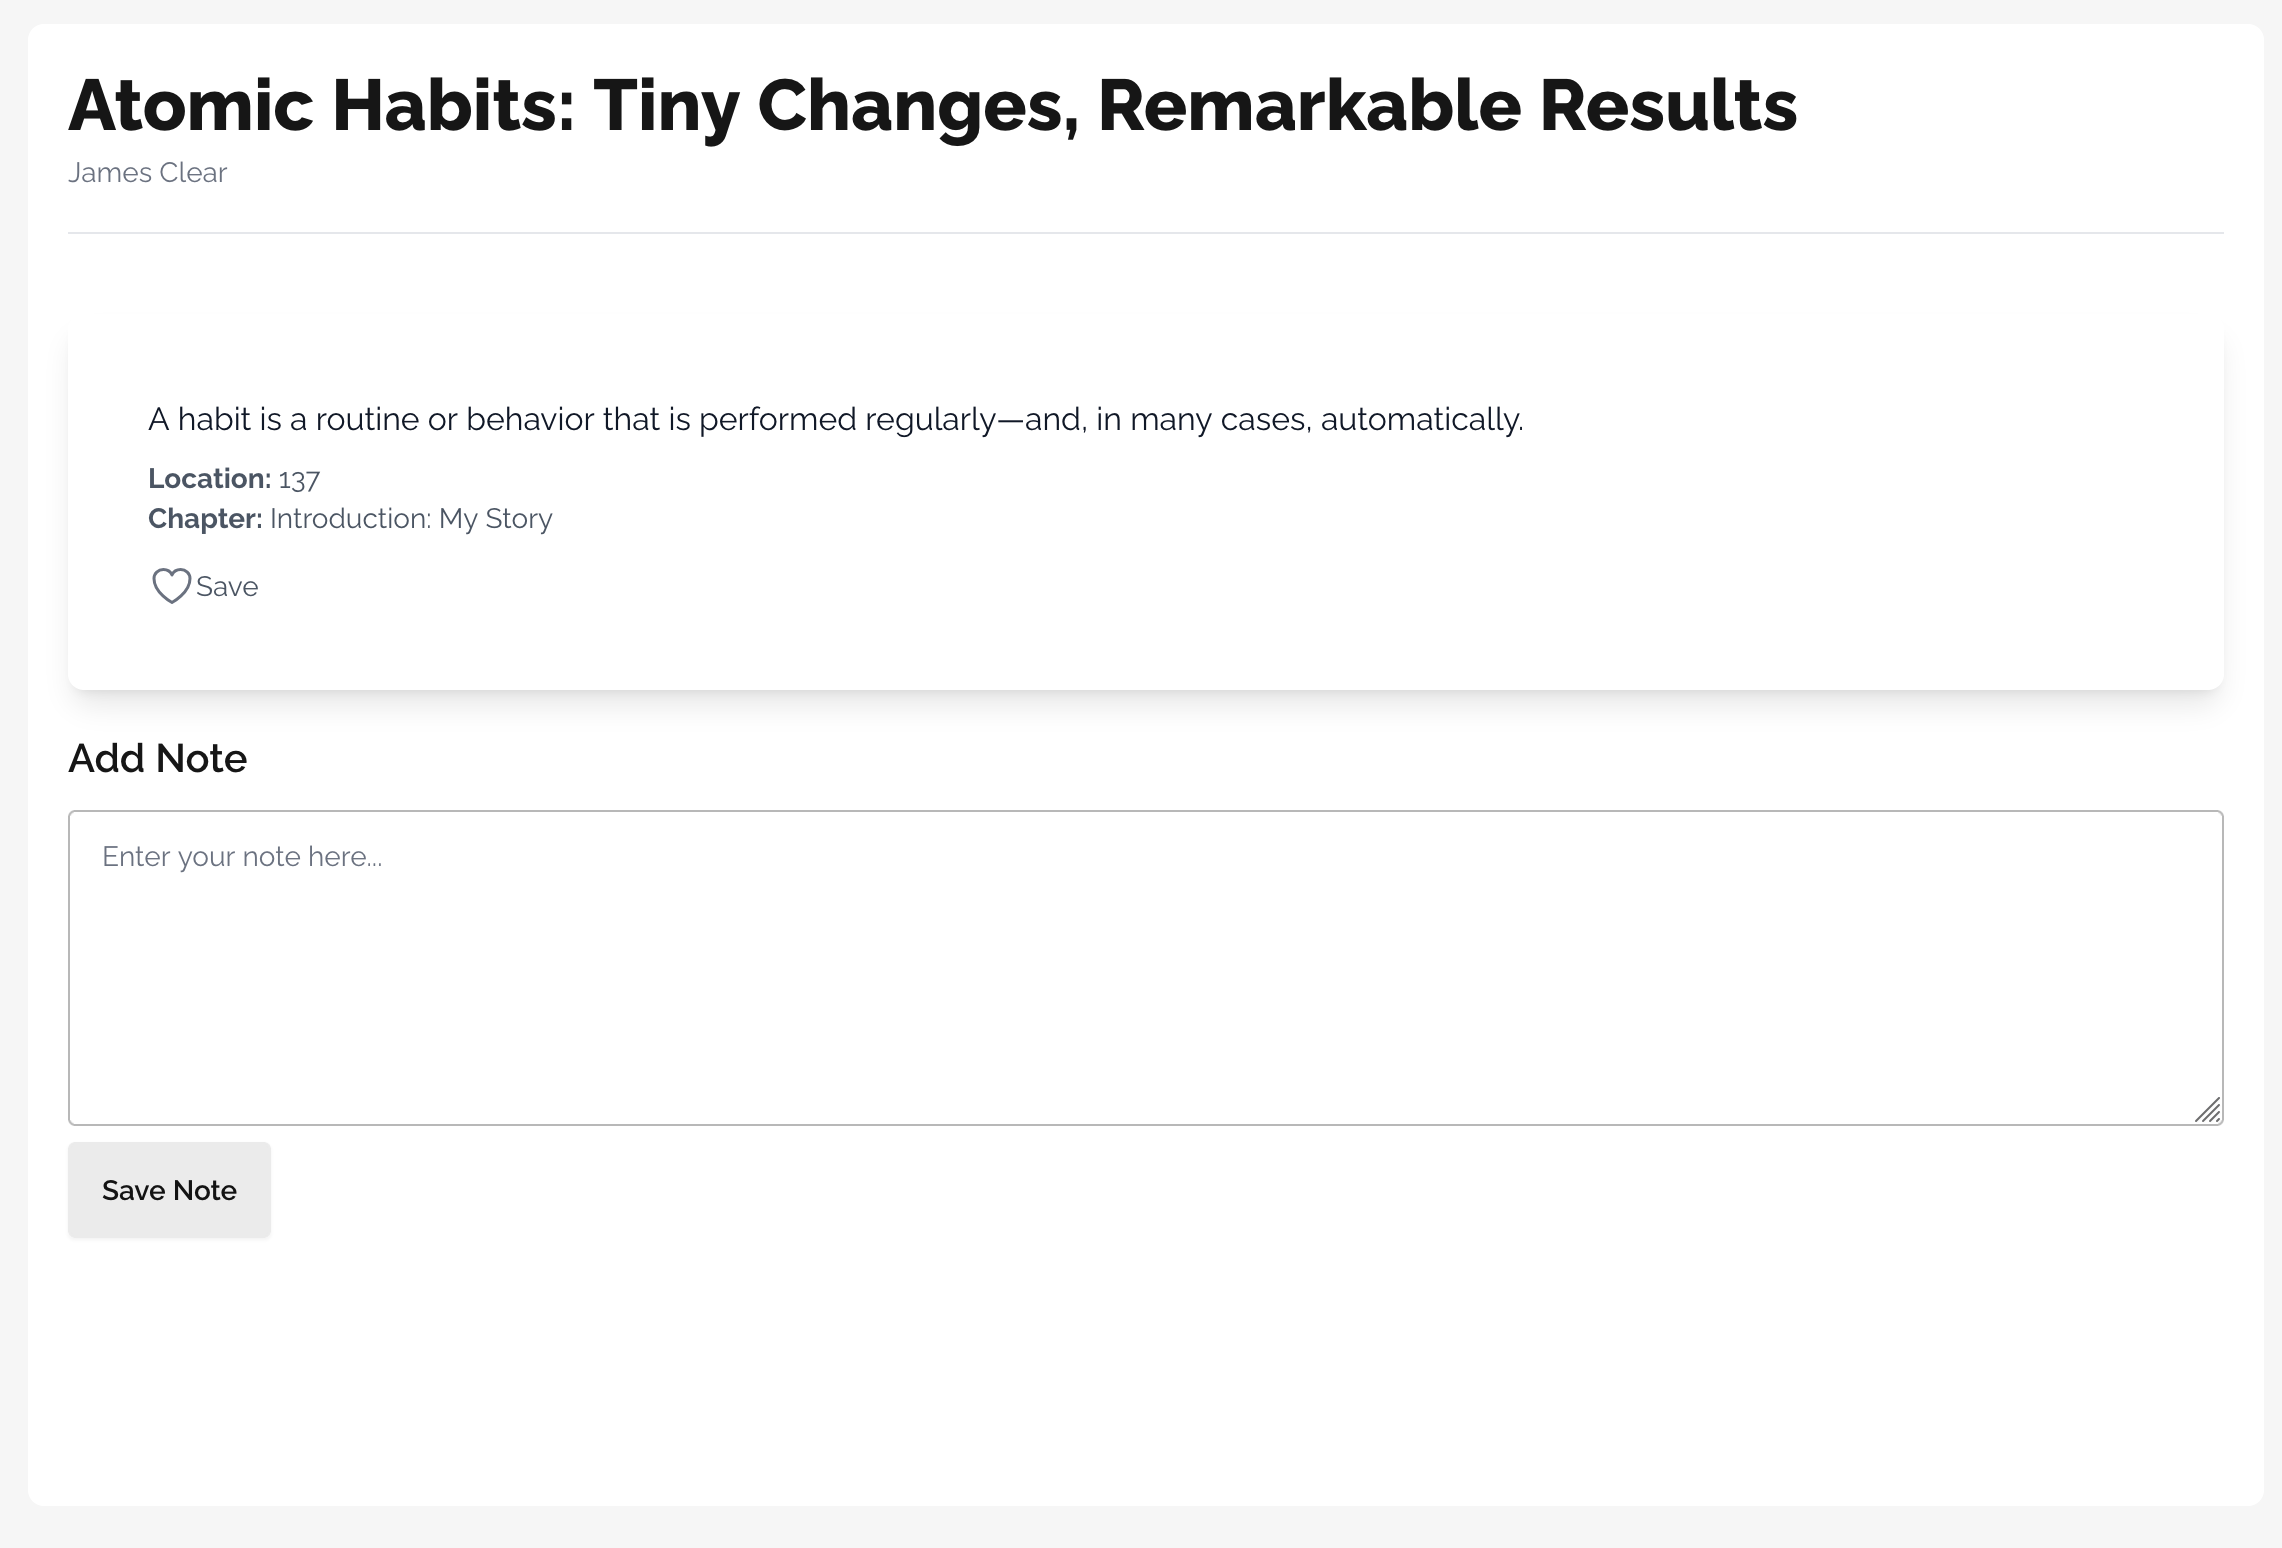 Atomic Habits: Tiny Changes, Remarkable Results
James Clear
A habit is a routine or behavior that is performed regularly—and, in many cases, automatically.
Location: 137
Chapter: Introduction: My Story
Save
Add Note
Enter your note here...
Save Note